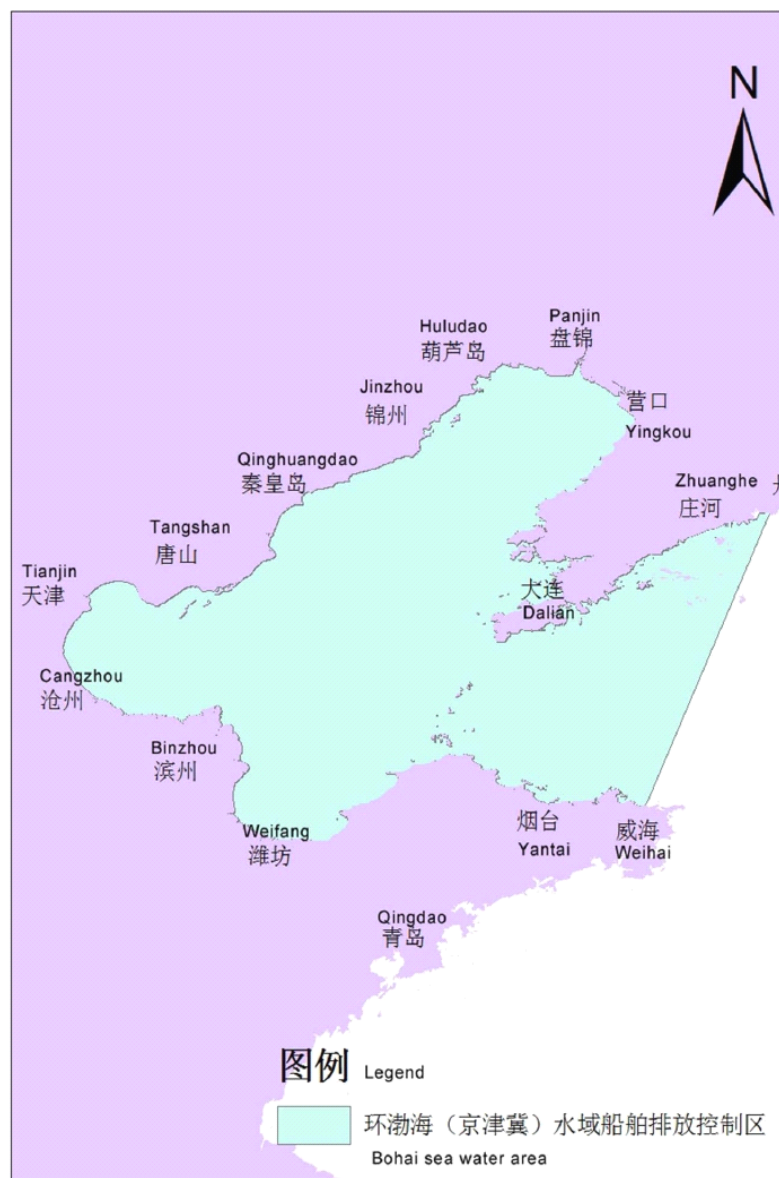 N
Panjin
盘锦
Huludao
葫芦岛
Jinzhou
锦州
营口
Yingkou
Qinghuangdao
秦皇岛
Zhuanghe
庄河
Tangshan
唐山
Tianjin
天津
大连
Dalian
Cangzhou
沧州
Binzhou
滨州
烟台
Yantai
威海
Weihai
Weifang
潍坊
Qingdao
青岛
图例 Legend
环渤海（京津冀）水域船舶排放控制区
Bohai sea water area